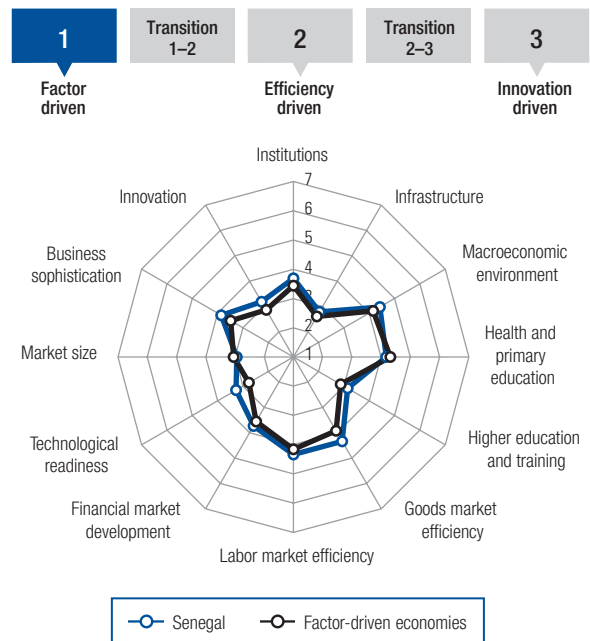 1
Transition
1–2
2
Transition
2–3
3
Factor
driven
Efficiency
driven
Innovation
driven
Institutions
7
Innovation
Infrastructure
6
5
Business
sophistication
Macroeconomic
environment
4
3
2
Market size
1
Health and
primary
education
Technological
readiness
Higher education
and training
Financial market
development
Goods market
efficiency
Labor market efficiency
Senegal
Factor-driven economies